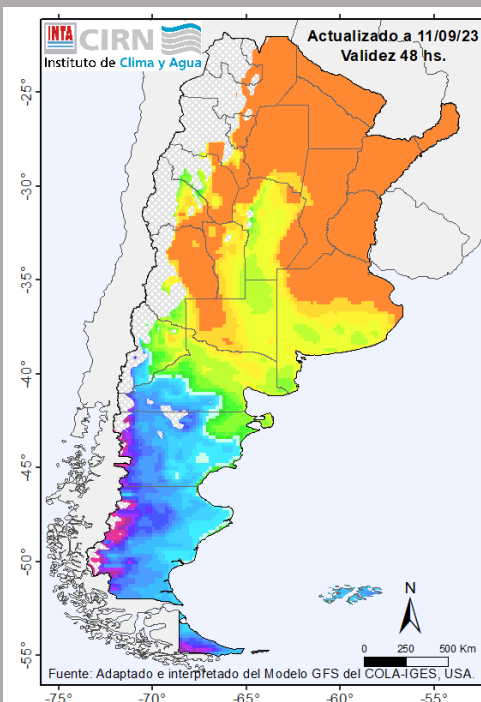 INTA CIRN
Instituto de Clima y Agua
Actualizado a 11/09/23
Validez 48 hs.
-25°
-30°
-35°
-40°
-45°
-50°
-55°
N
0 250 500 Km
Fuente: Adaptado e interpretado del Modelo GFS del COLA-IGES, USA.
-75° -70° -65° -60° -55°